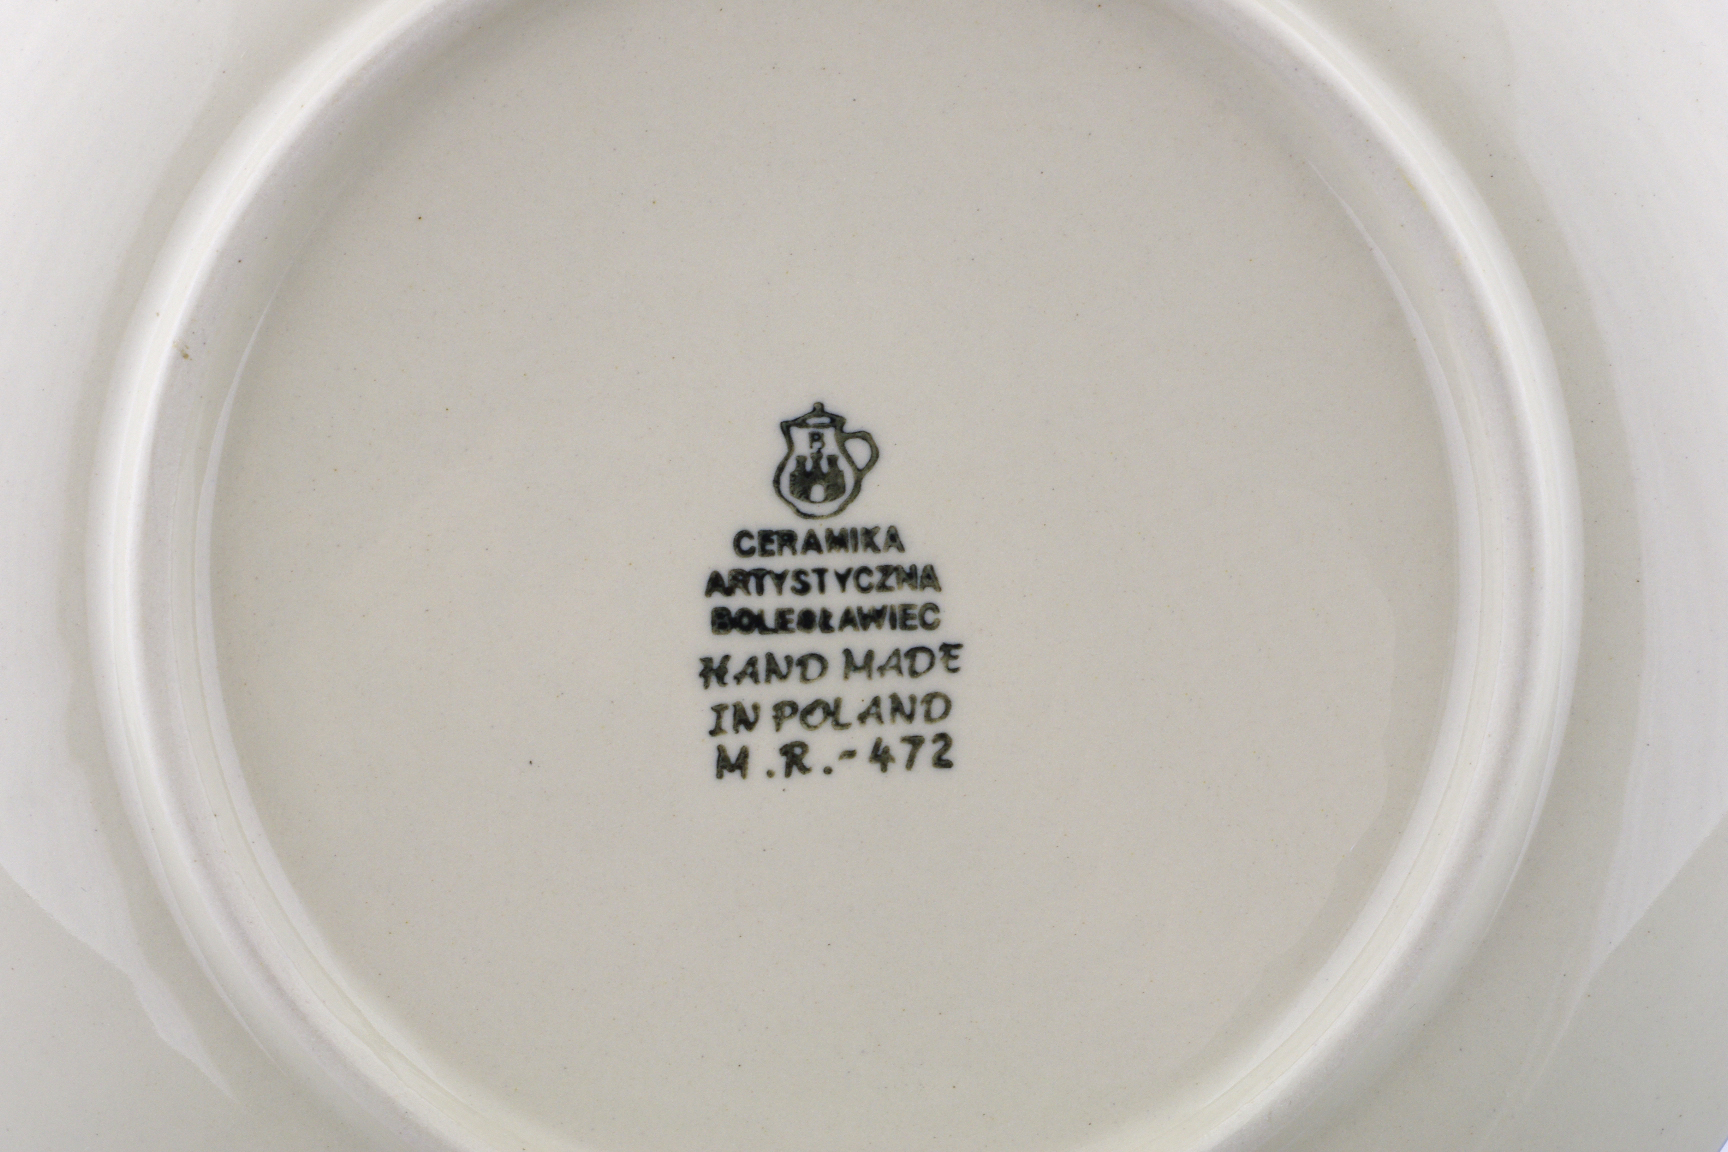 B
CERAMIKA
ARTYSTYCZNA
BOLESŁAWIEC
HAND MADE
IN POLAND
M.R.-472